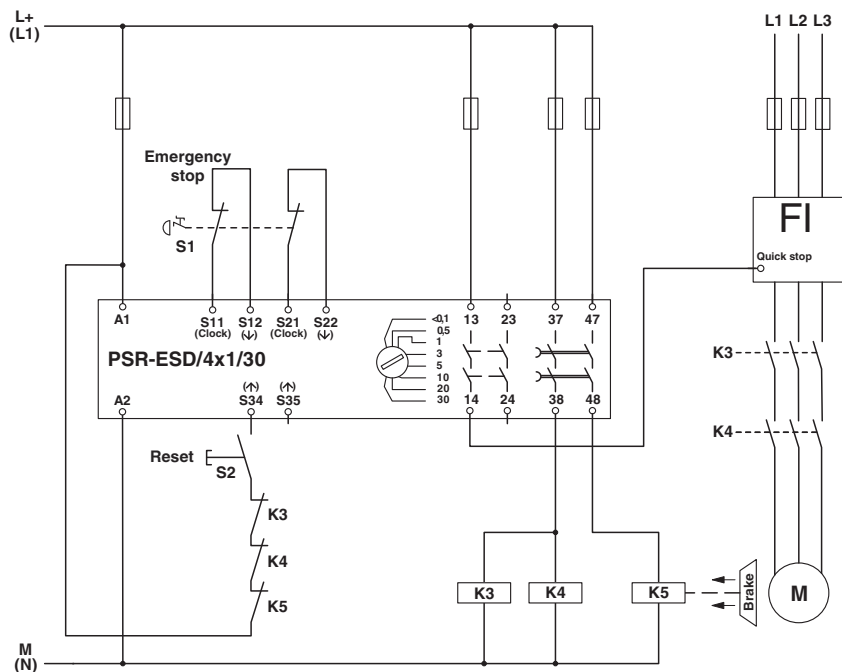 L+
(L1)
L1 L2 L3
Emergency
stop
S1
FI
Quick stop
A1
S11
(Clock)
S12
(↓)
S21
(Clock)
S22
(↓)
<0,1
0,5
1
3
5
10
20
30
13
23
37
47
PSR-ESD/4x1/30
K3
A2
(↑)
S34
(↑)
S35
14
24
38
48
K4
Reset
S2
K3
K4
K5
K3
K4
K5
Brake
M
M
(N)